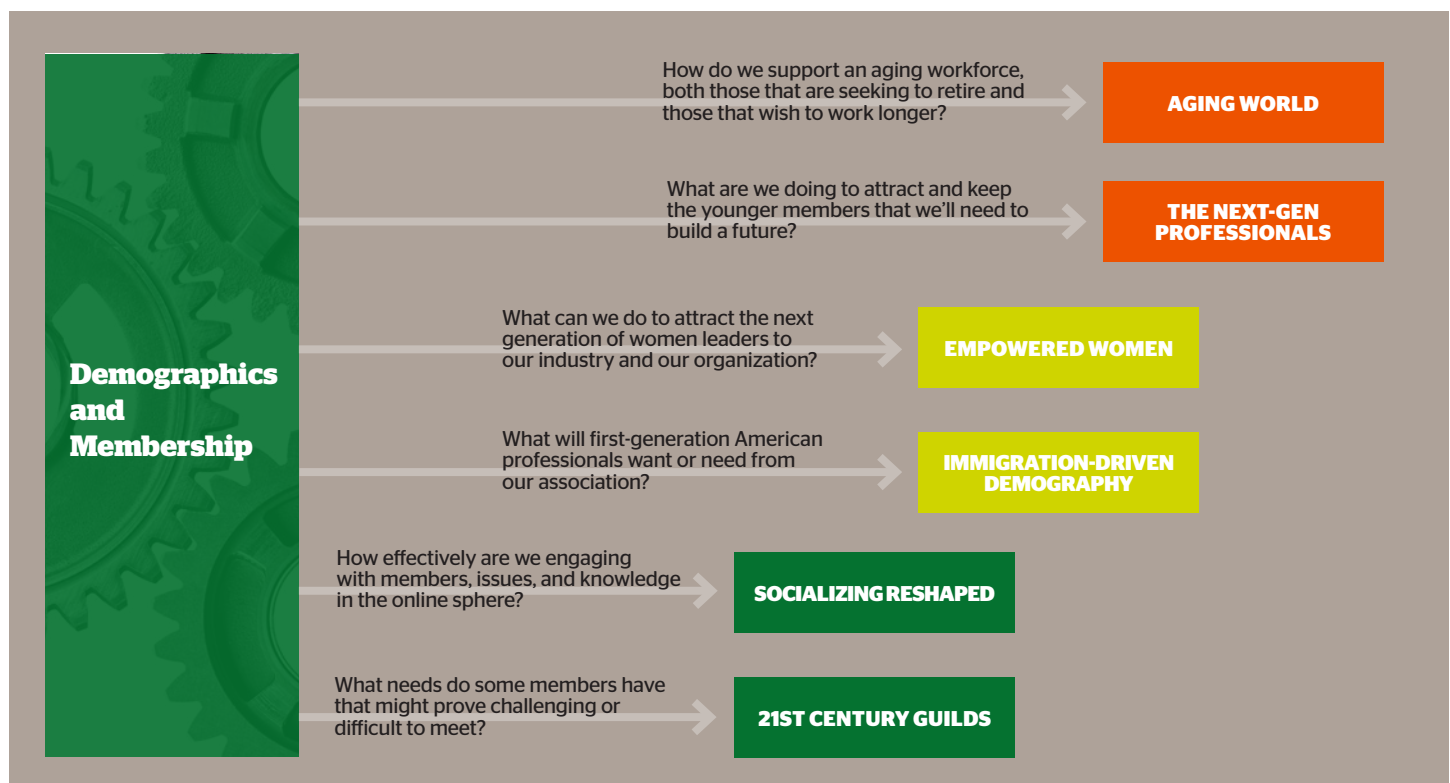 Demographics
and
Membership
How do we support an aging workforce,
both those that are seeking to retire and
those that wish to work longer?
AGING WORLD
What are we doing to attract and keep
the younger members that we’ll need to
build a future?
THE NEXT-GEN
PROFESSIONALS
What can we do to attract the next
generation of women leaders to
our industry and our organization?
EMPOWERED WOMEN
What will first-generation American
professionals want or need from
our association?
IMMIGRATION-DRIVEN
DEMOGRAPHY
How effectively are we engaging
with members, issues, and knowledge
in the online sphere?
SOCIALIZING RESHAPED
What needs do some members have
that might prove challenging or
difficult to meet?
21ST CENTURY GUILDS